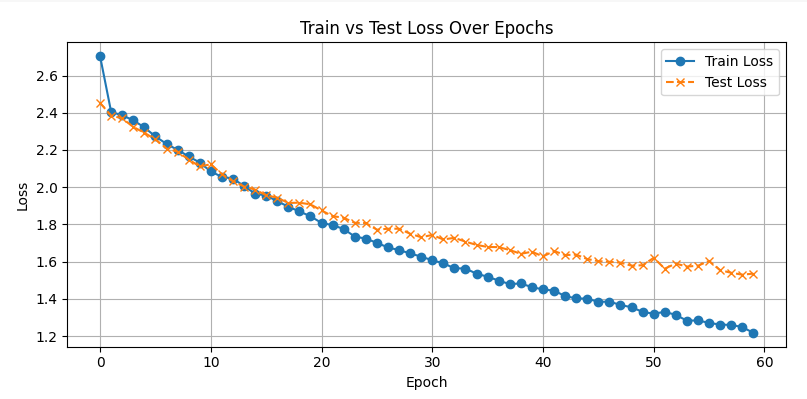 Train vs Test Loss Over Epochs
Train Loss
Test Loss
Loss
2.6
2.4
2.2
2.0
1.8
1.6
1.4
1.2
0 10 20 30 40 50 60
Epoch